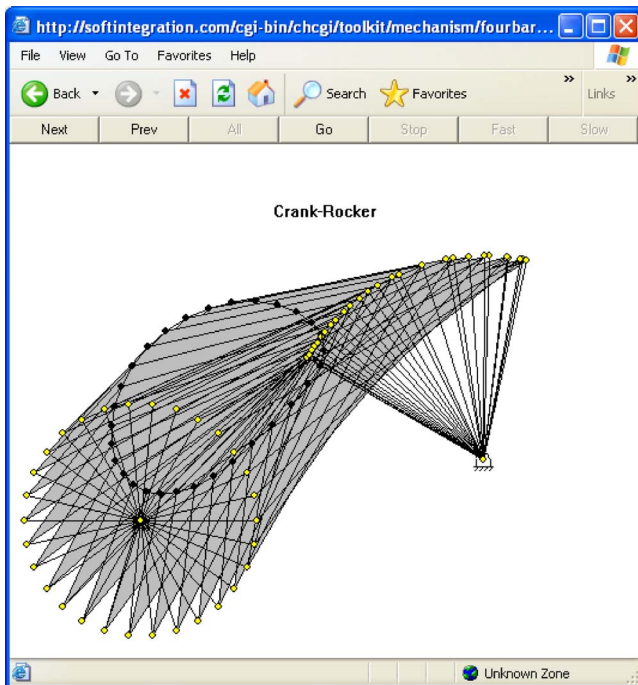 http://softintegration.com/cgi-bin/chcgi/toolkit/mechanism/fourbar...
File View Go To Favorites Help
Back Search Favorites » Links »
Next Prev All Go Stop Fast Slow
Crank-Rocker
Unknown Zone